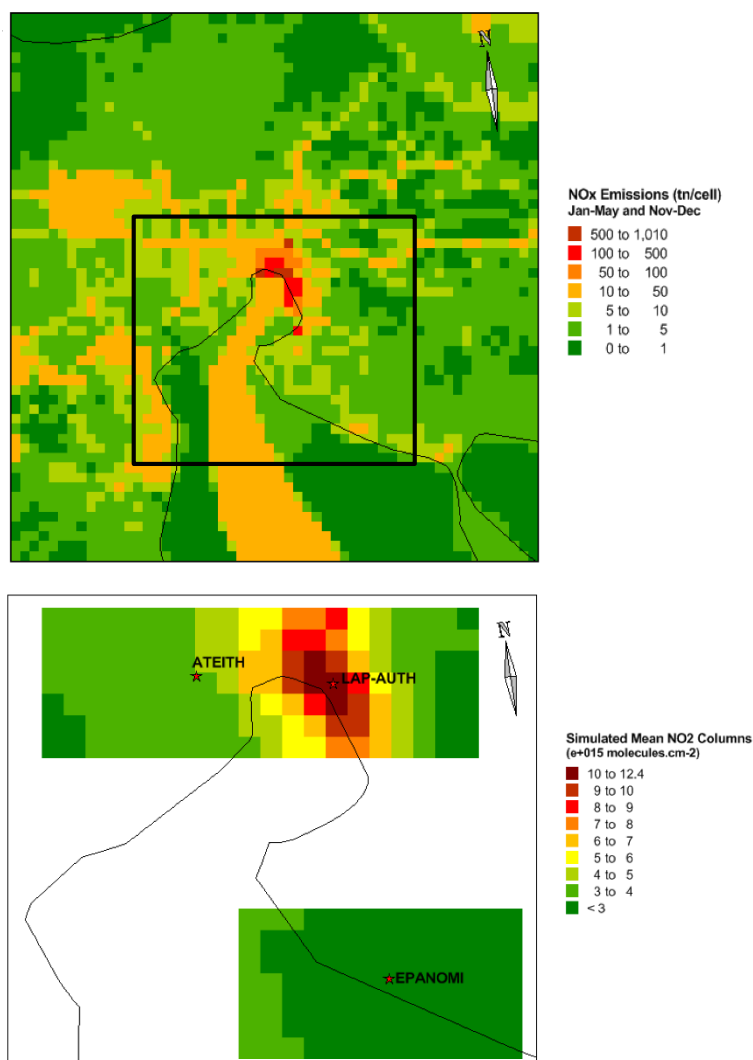 N
NOx Emissions (tn/cell)
Jan-May and Nov-Dec
500 to 1,010
100 to 500
50 to 100
10 to 50
5 to 10
1 to 5
0 to 1
N
ATEITH
LAP-AUTH
EPANOMI
Simulated Mean NO2 Columns
(e+015 molecules.cm-2)
10 to 12.4
9 to 10
8 to 9
7 to 8
6 to 7
5 to 6
4 to 5
3 to 4
< 3